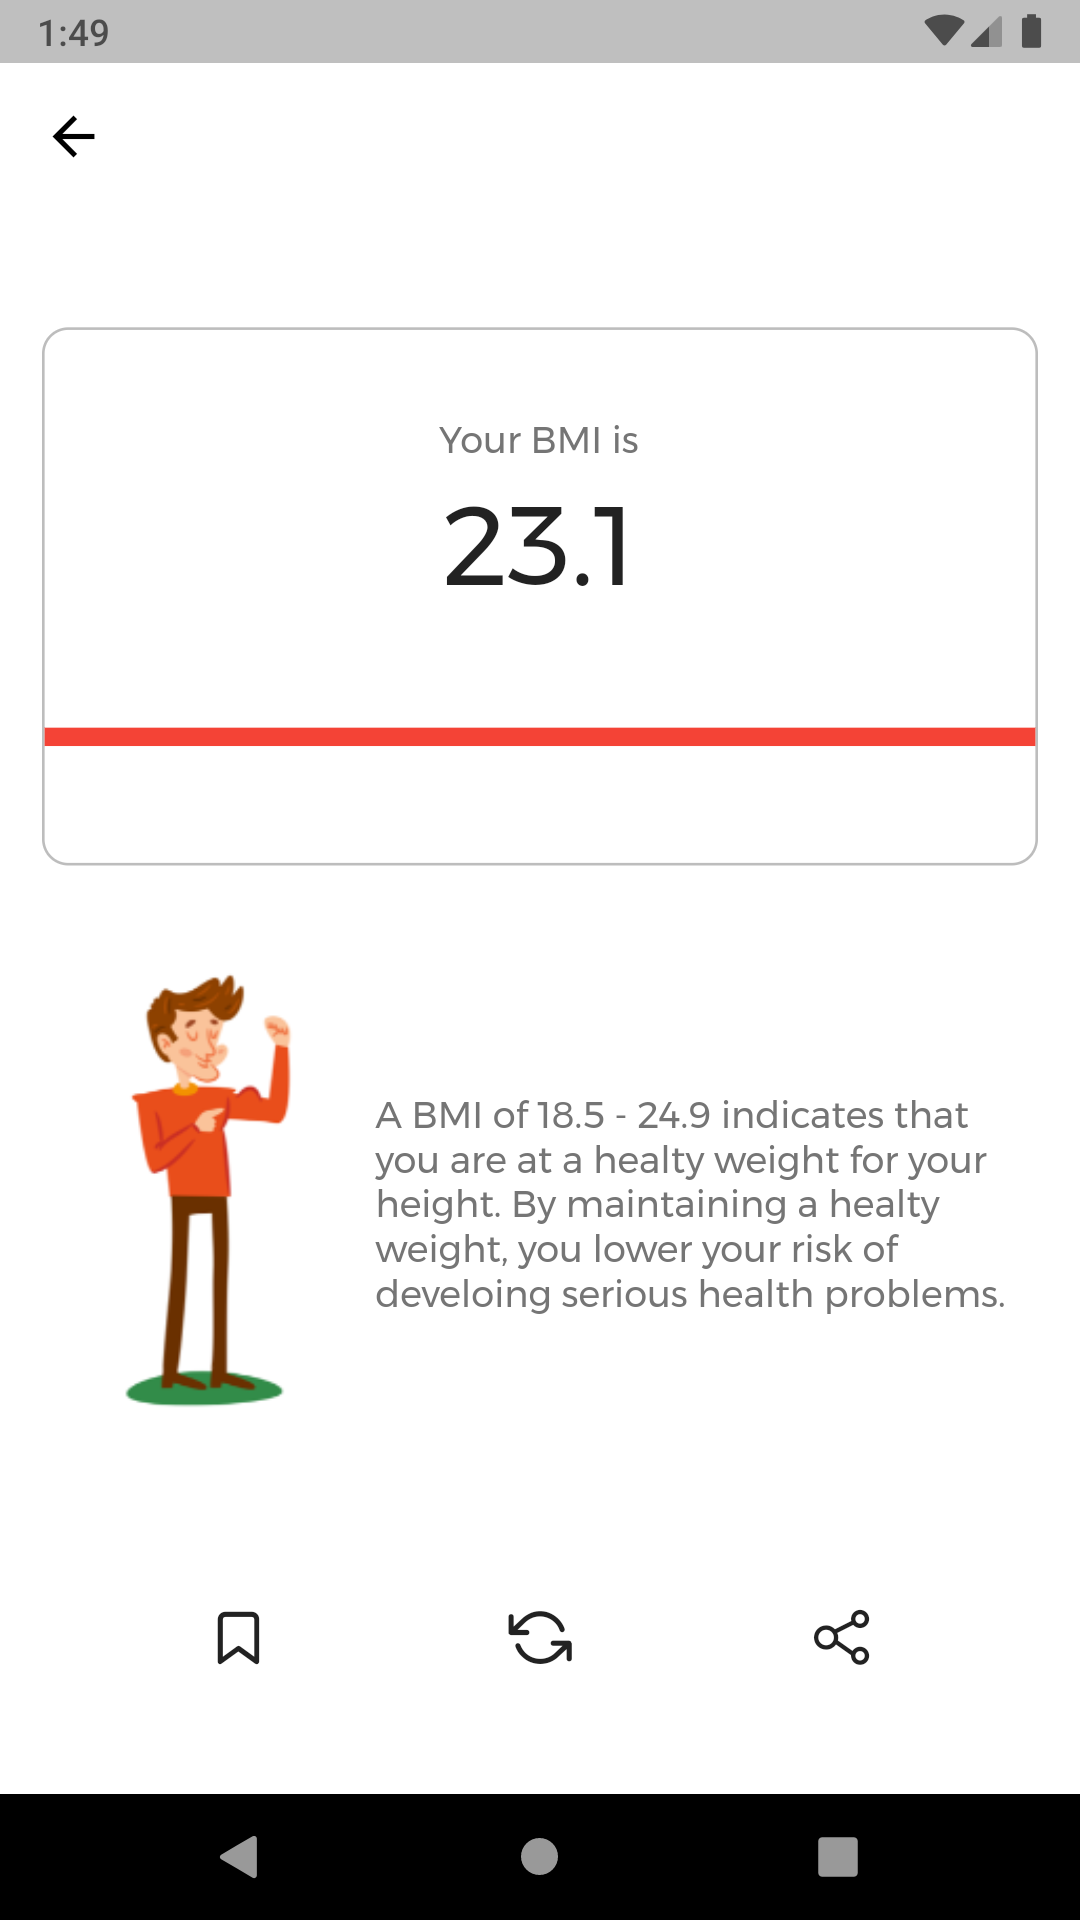 1:49
Your BMI is
23.1
A BMI of 18.5 - 24.9 indicates that
you are at a healty weight for your
height. By maintaining a healty
weight, you lower your risk of
develoing serious health problems.